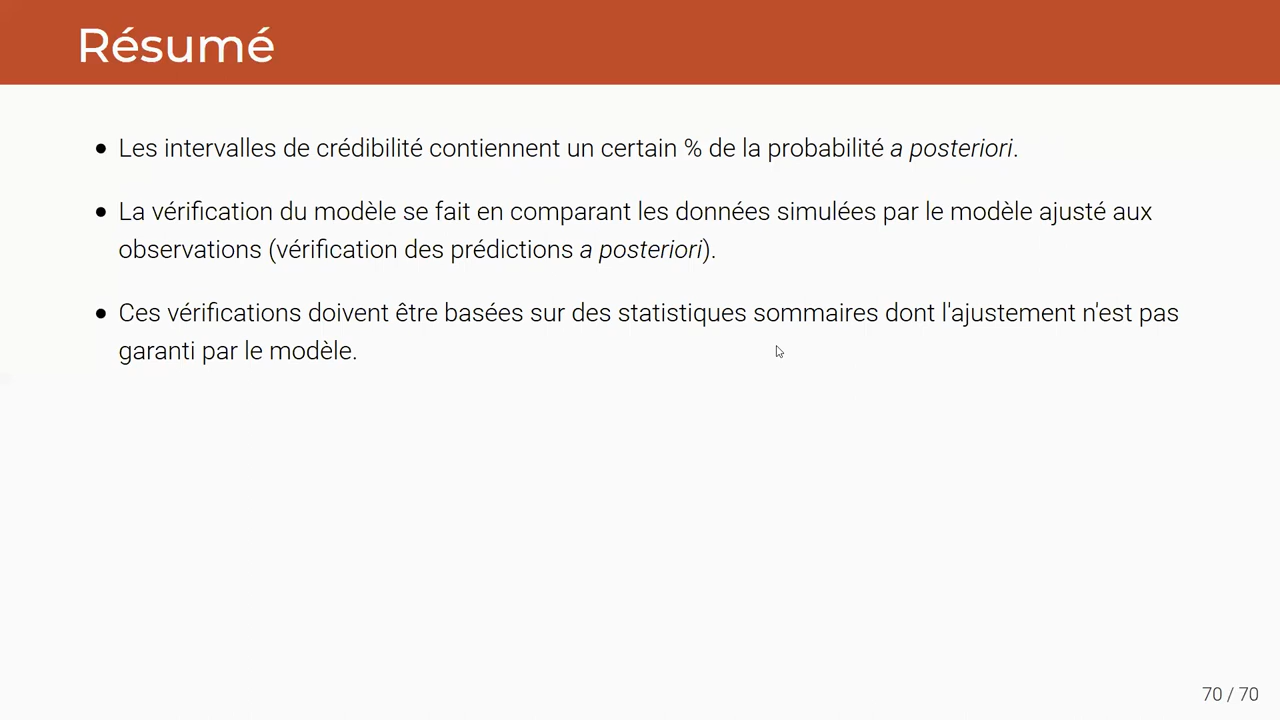 Résumé
• Les intervalles de crédibilité contiennent un certain % de la probabilité a posteriori.
• La vérification du modèle se fait en comparant les données simulées par le modèle ajusté aux
observations (vérification des prédictions a posteriori).
• Ces vérifications doivent être basées sur des statistiques sommaires dont l'ajustement n'est pas
garanti par le modèle.
70 / 70